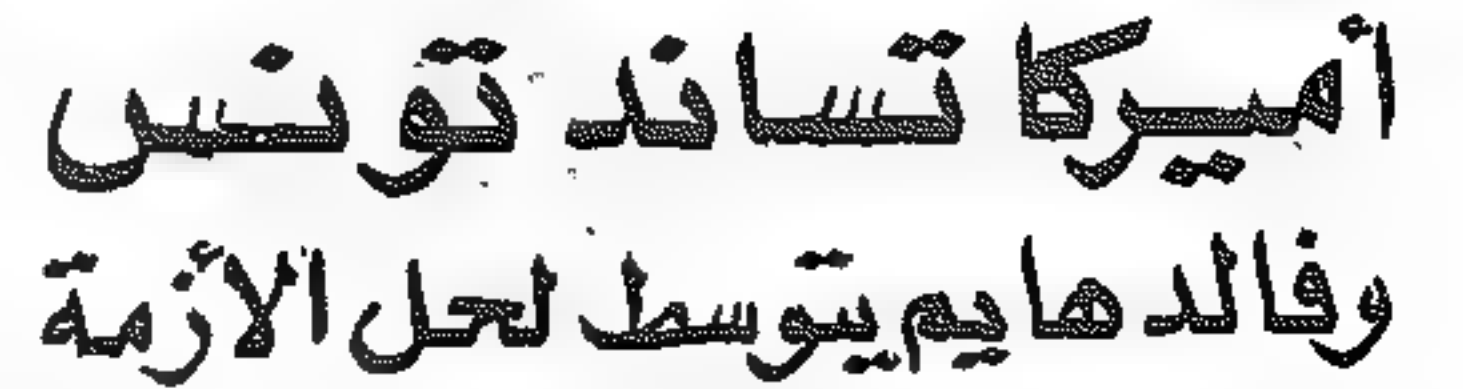 أميركا تساند تونس
وفالدهايم يتوسط لحل الأزمة